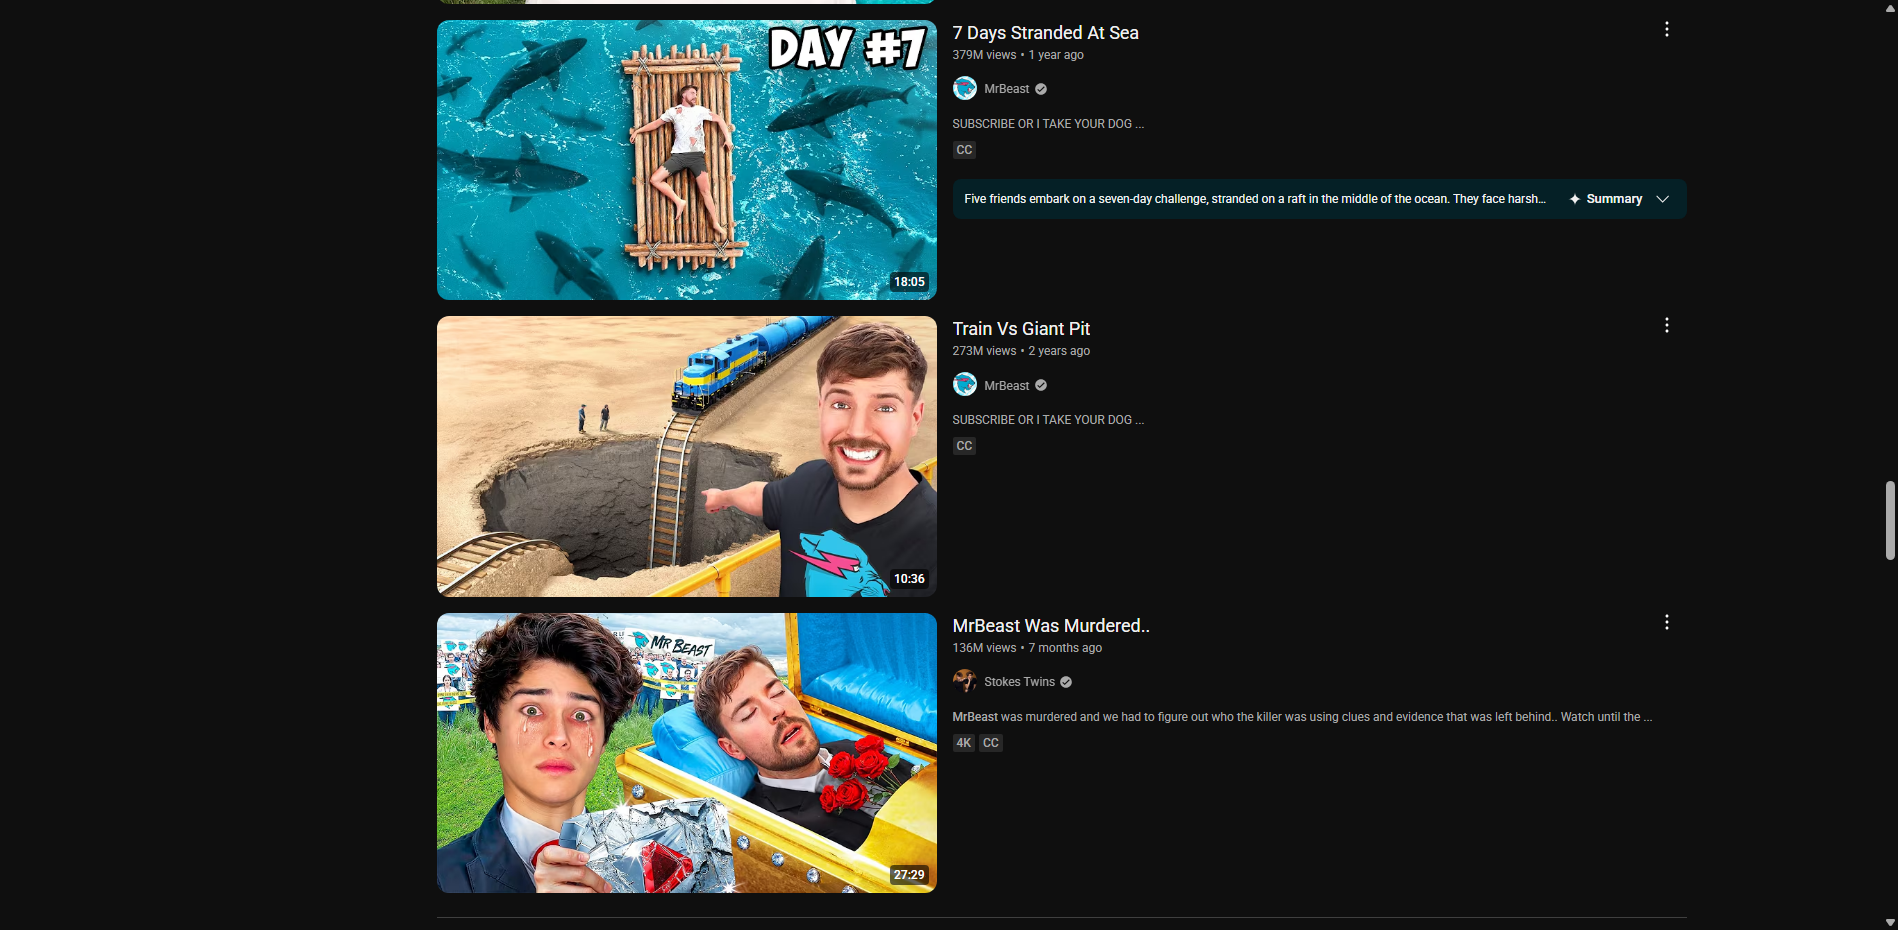 DAY #7
18:05
7 Days Stranded At Sea
379M views • 1 year ago
MrBeast
SUBSCRIBE OR I TAKE YOUR DOG ...
CC
Five friends embark on a seven-day challenge, stranded on a raft in the middle of the ocean. They face harsh... Summary
10:36
Train Vs Giant Pit
273M views • 2 years ago
MrBeast
SUBSCRIBE OR I TAKE YOUR DOG ...
CC
MR BEAST
27:29
MrBeast Was Murdered..
136M views • 7 months ago
Stokes Twins
MrBeast was murdered and we had to figure out who the killer was using clues and evidence that was left behind.. Watch until the ...
4K CC